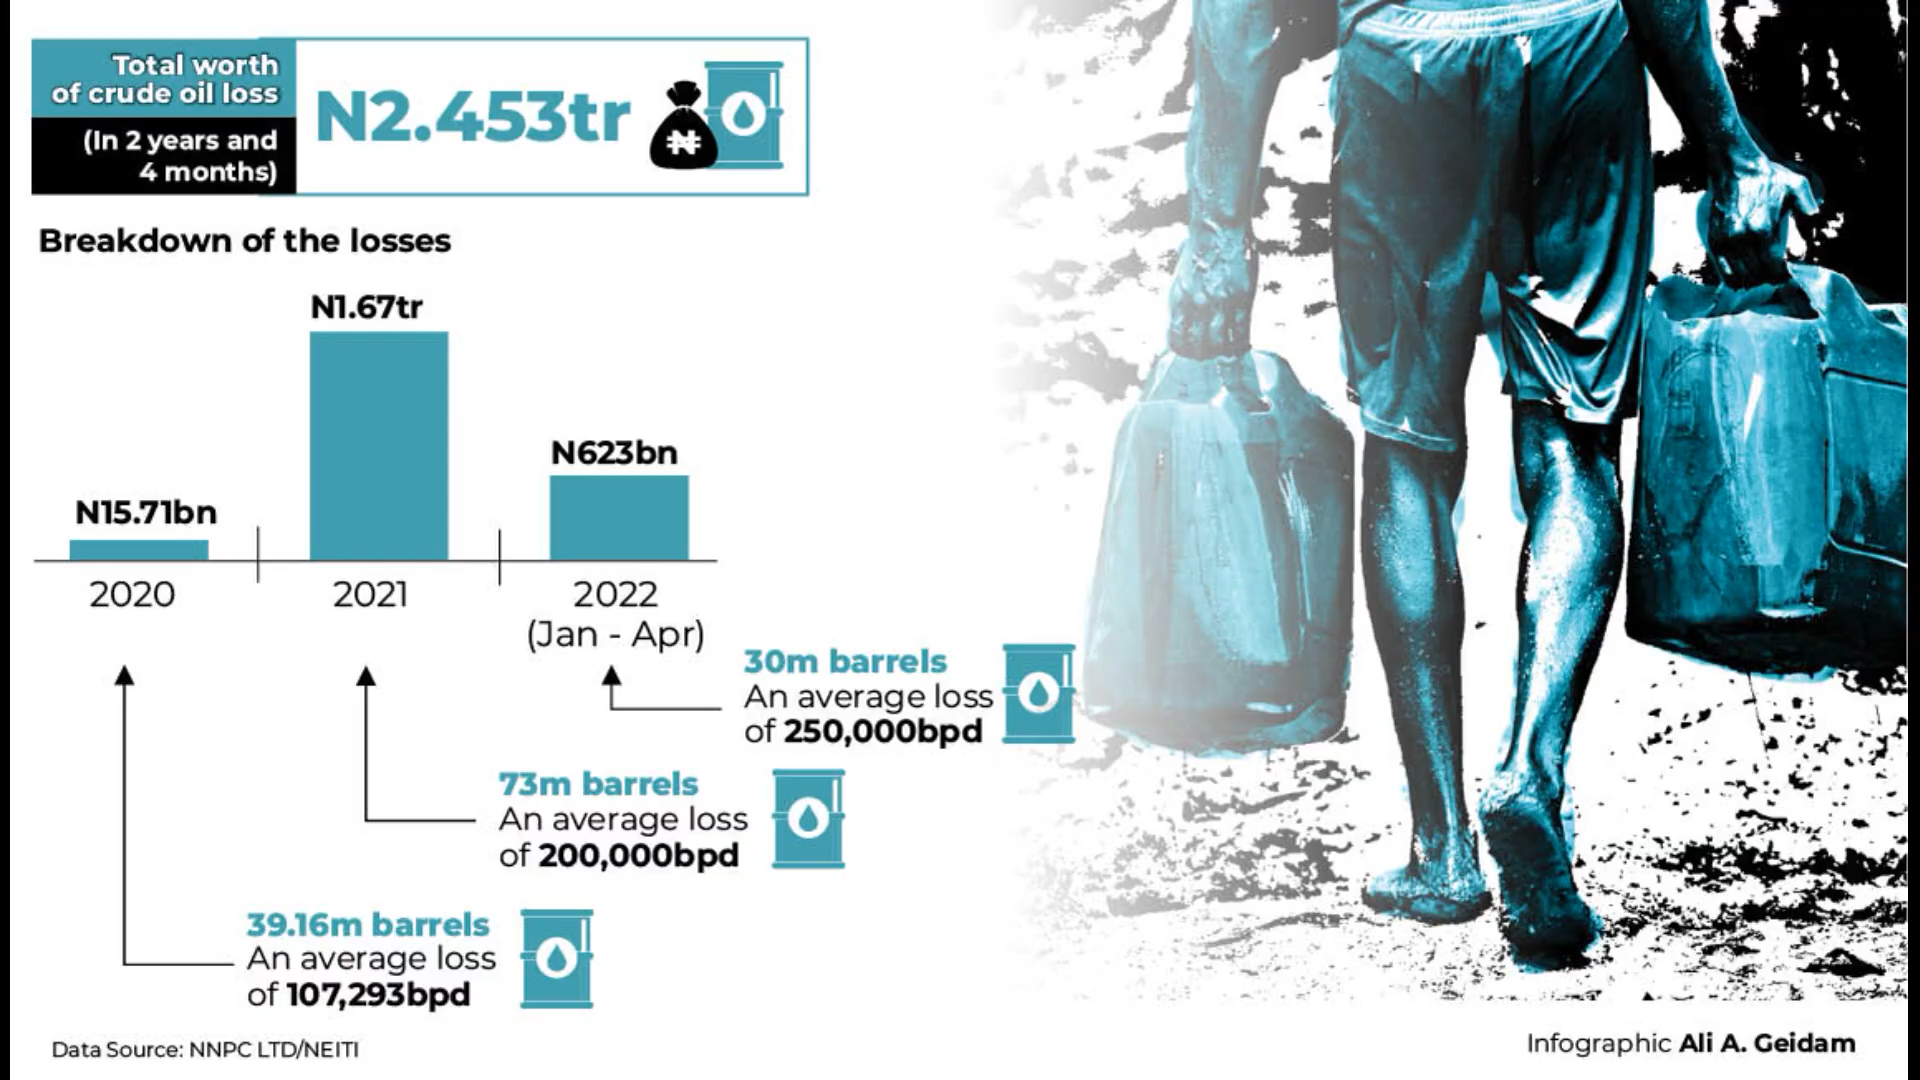 Total worth
of crude oil loss
(In 2 years and
4 months)
N2.453tr
₦
Breakdown of the losses
N15.71bn
N1.67tr
N623bn
2020
2021
2022
(Jan - Apr)
30m barrels
An average loss
of 250,000bpd
73m barrels
An average loss
of 200,000bpd
39.16m barrels
An average loss
of 107,293bpd
Data Source: NNPC LTD/NEITI
Infographic Ali A. Geidam